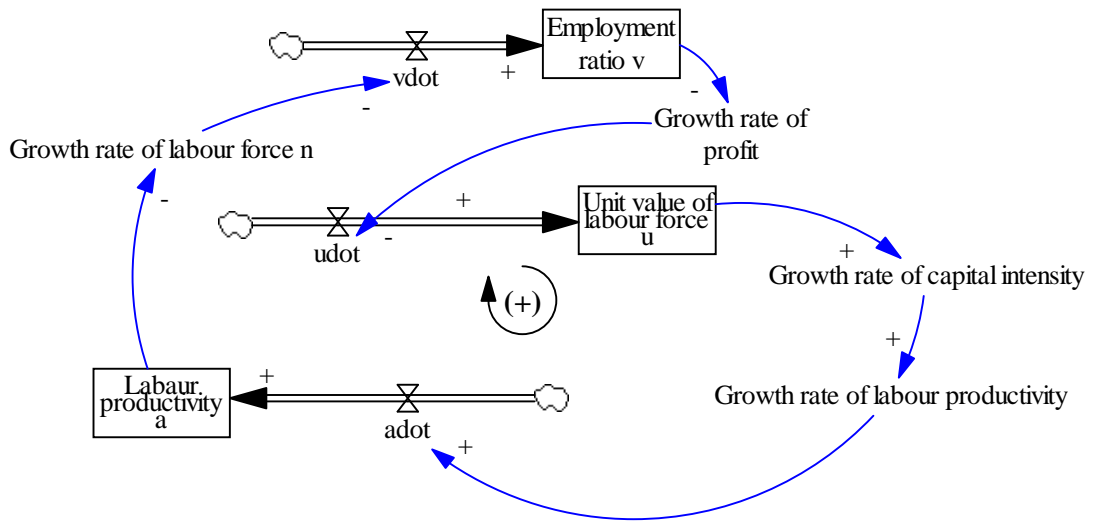 Employment
ratio v
+
vdot
-
-
Growth rate of
profit
Growth rate of labour force n
-
Unit value of
labour force
u
+
-
udot
+
Growth rate of capital intensity
(+)
+
Labaur
productivity
a
+
adot
Growth rate of labour productivity
+